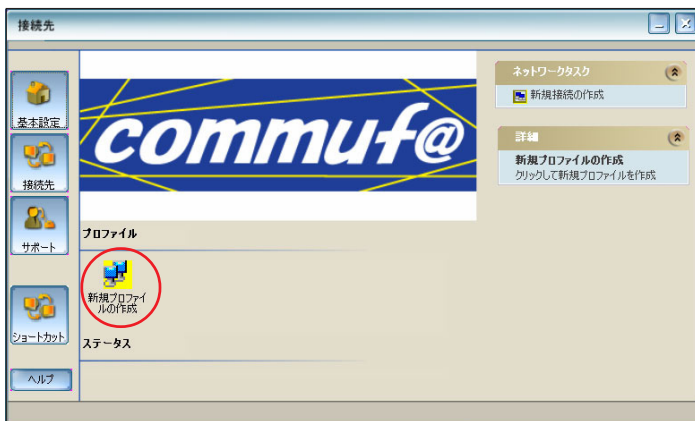 接続先
基本設定
接続先
サポート
ショートカット
ヘルプ
commuf@
プロファイル
新規プロファイ
ルの作成
ステータス
ネットワークタスク
新規接続の作成
詳細
新規プロファイルの作成
クリックして新規プロファイルを作成